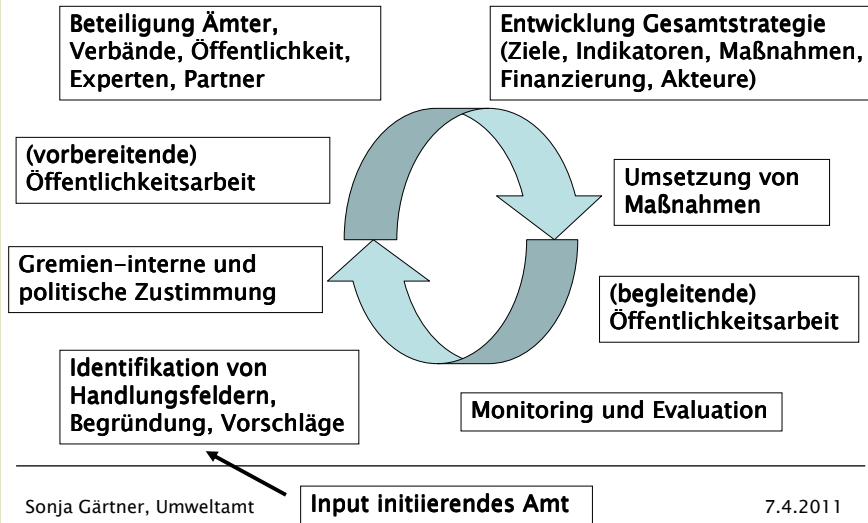 Beteiligung Ämter,
Verbände, Öffentlichkeit,
Experten, Partner
Entwicklung Gesamtstrategie
(Ziele, Indikatoren, Maßnahmen,
Finanzierung, Akteure)
(vorbereitende)
Öffentlichkeitsarbeit
Umsetzung von
Maßnahmen
Gremien-interne und
politische Zustimmung
(begleitende)
Öffentlichkeitsarbeit
Identifikation von
Handlungsfeldern,
Begründung, Vorschläge
Monitoring und Evaluation
Sonja Gärtner, Umweltamt
Input initiierendes Amt
7.4.2011